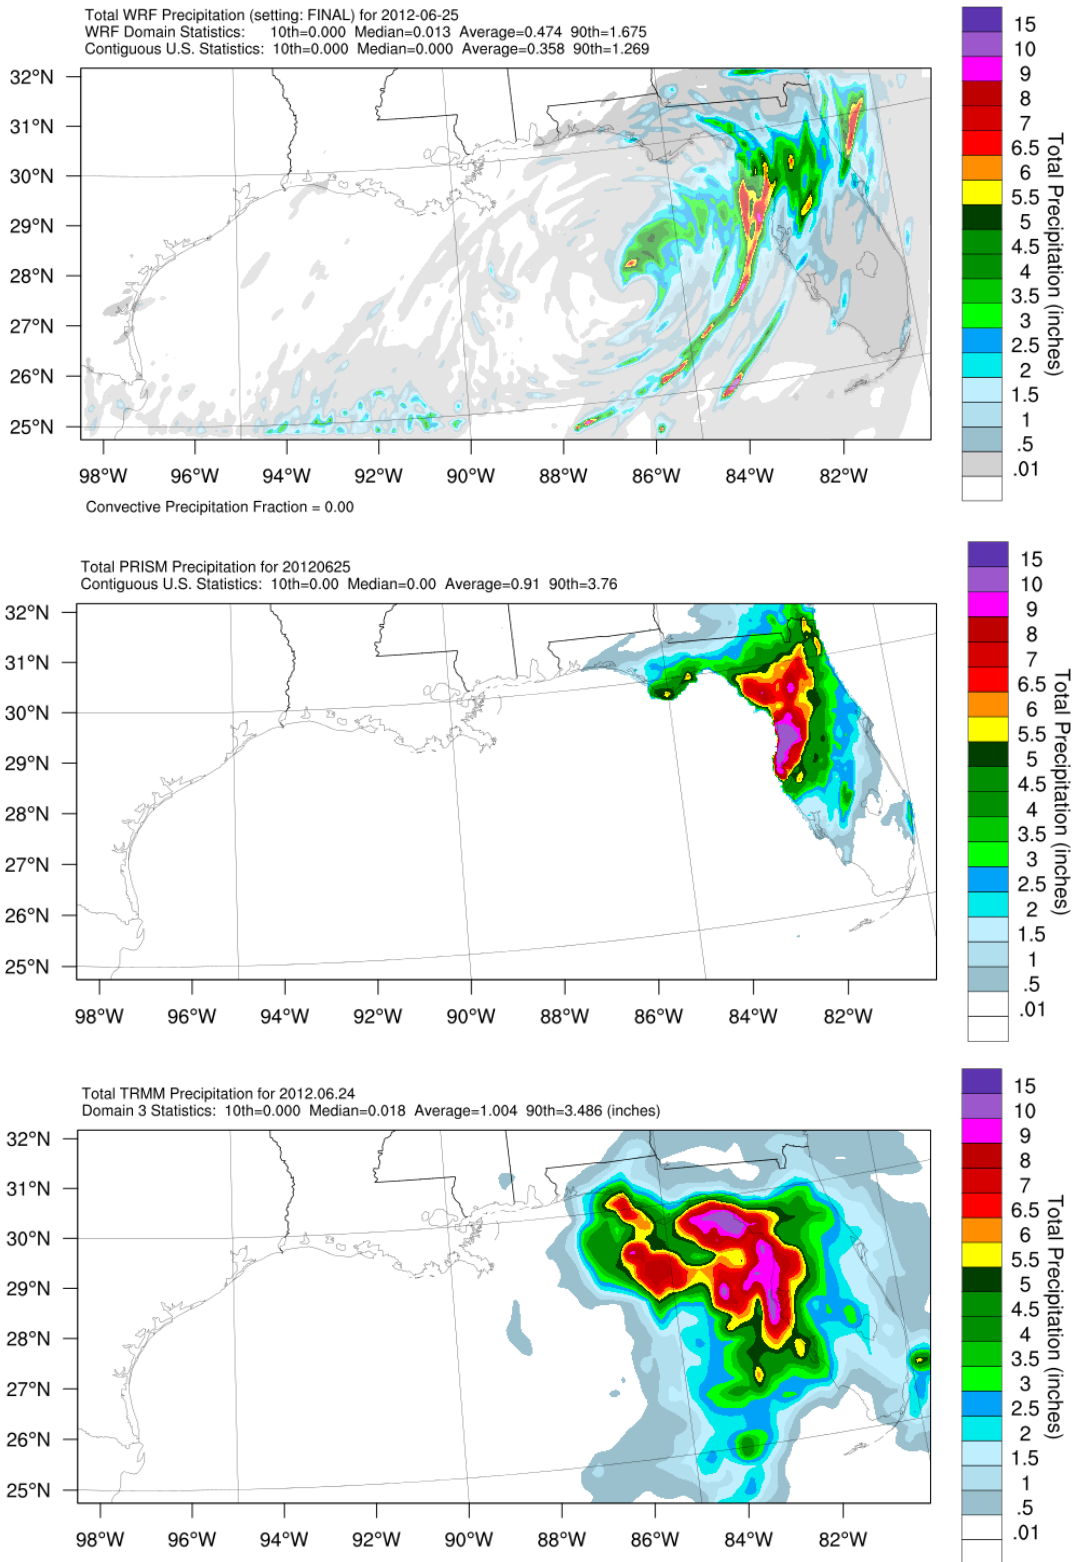 Total WRF Precipitation (setting: FINAL) for 2012-06-25
WRF Domain Statistics: 10th=0.000 Median=0.013 Average=0.474 90th=1.675
Contiguous U.S. Statistics: 10th=0.000 Median=0.000 Average=0.358 90th=1.269
32°N
31°N
30°N
29°N
28°N
27°N
26°N
25°N
98°W 96°W 94°W 92°W 90°W 88°W 86°W 84°W 82°W
Convective Precipitation Fraction = 0.00
15
10
9
8
7
6.5
6
5.5
5
4.5
4
3.5
3
2.5
2
1.5
1
.5
.01
Total Precipitation (inches)
Total PRISM Precipitation for 20120625
Contiguous U.S. Statistics: 10th=0.00 Median=0.00 Average=0.91 90th=3.76
32°N
31°N
30°N
29°N
28°N
27°N
26°N
25°N
98°W 96°W 94°W 92°W 90°W 88°W 86°W 84°W 82°W
15
10
9
8
7
6.5
6
5.5
5
4.5
4
3.5
3
2.5
2
1.5
1
.5
.01
Total Precipitation (inches)
Total TRMM Precipitation for 2012.06.24
Domain 3 Statistics: 10th=0.000 Median=0.018 Average=1.004 90th=3.486 (inches)
32°N
31°N
30°N
29°N
28°N
27°N
26°N
25°N
98°W 96°W 94°W 92°W 90°W 88°W 86°W 84°W 82°W
15
10
9
8
7
6.5
6
5.5
5
4.5
4
3.5
3
2.5
2
1.5
1
.5
.01
Total Precipitation (inches)